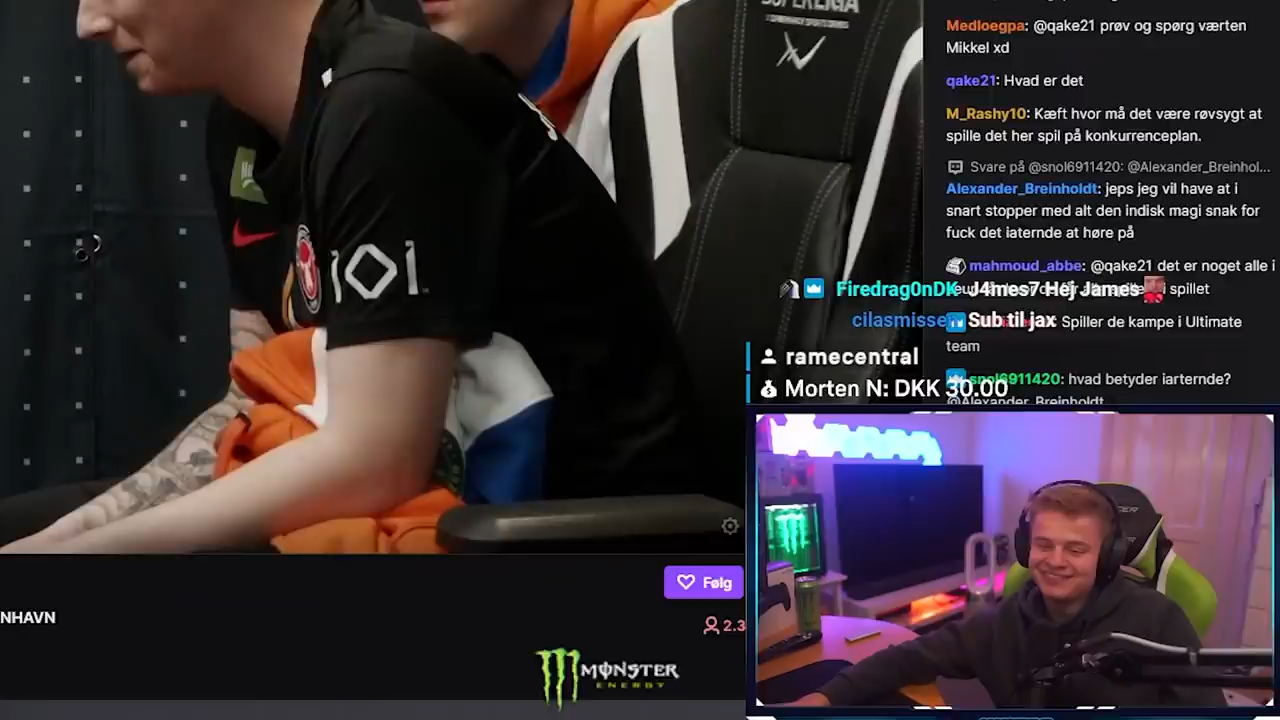 SUPERLIGA
101
Medloegpa: @qake21 prøv og spørg værten
Mikkel xd
qake21: Hvad er det
M_Rashy10: Kæft hvor må det være røvsygt at
spille det her spil på konkurrenceplan.
Svare på @snol6911420: @Alexander_Breinhol...
Alexander_Breinholdt: jeps jeg vil have at i
snart stopper med alt den indisk magi snak for
fuck det iaternde at høre på
mahmoud_abbe: @qake21 det er noget alle i
i spillet
Firedrag0nDK J4mes7 Hej James
cilasmisse Sub til jax
Spiller de kampe i Ultimate
team
ramecentral
snol6911420: hvad betyder iarternde?
@Alexander_Breinholdt
Morten N: DKK 30.00
Følg
NHAVN
2.3
MONSTER
ENERGY